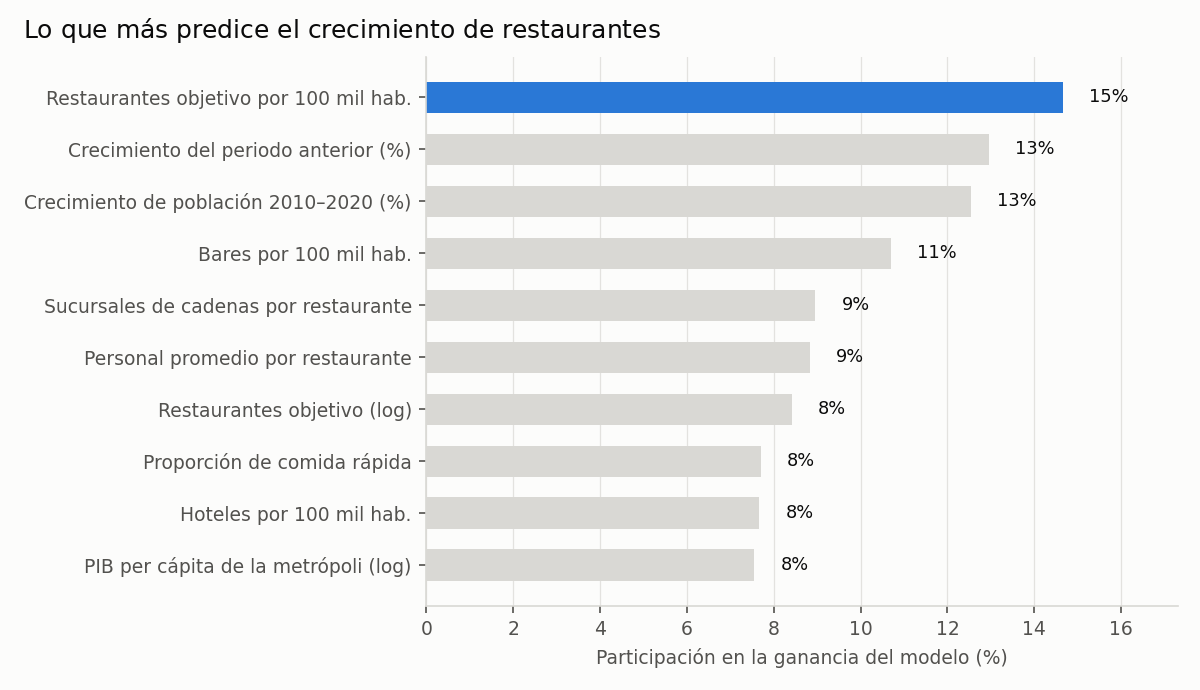 Lo que más predice el crecimiento de restaurantes
Restaurantes objetivo por 100 mil hab.
15%
Crecimiento del periodo anterior (%)
13%
Crecimiento de población 2010–2020 (%)
13%
Bares por 100 mil hab.
11%
Sucursales de cadenas por restaurante
9%
Personal promedio por restaurante
9%
Restaurantes objetivo (log)
8%
Proporción de comida rápida
8%
Hoteles por 100 mil hab.
8%
PIB per cápita de la metrópoli (log)
8%
0 2 4 6 8 10 12 14 16
Participación en la ganancia del modelo (%)